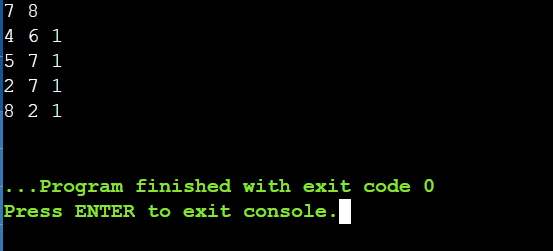 7 8
4 6 1
5 7 1
2 7 1
8 2 1
...Program finished with exit code 0
Press ENTER to exit console.